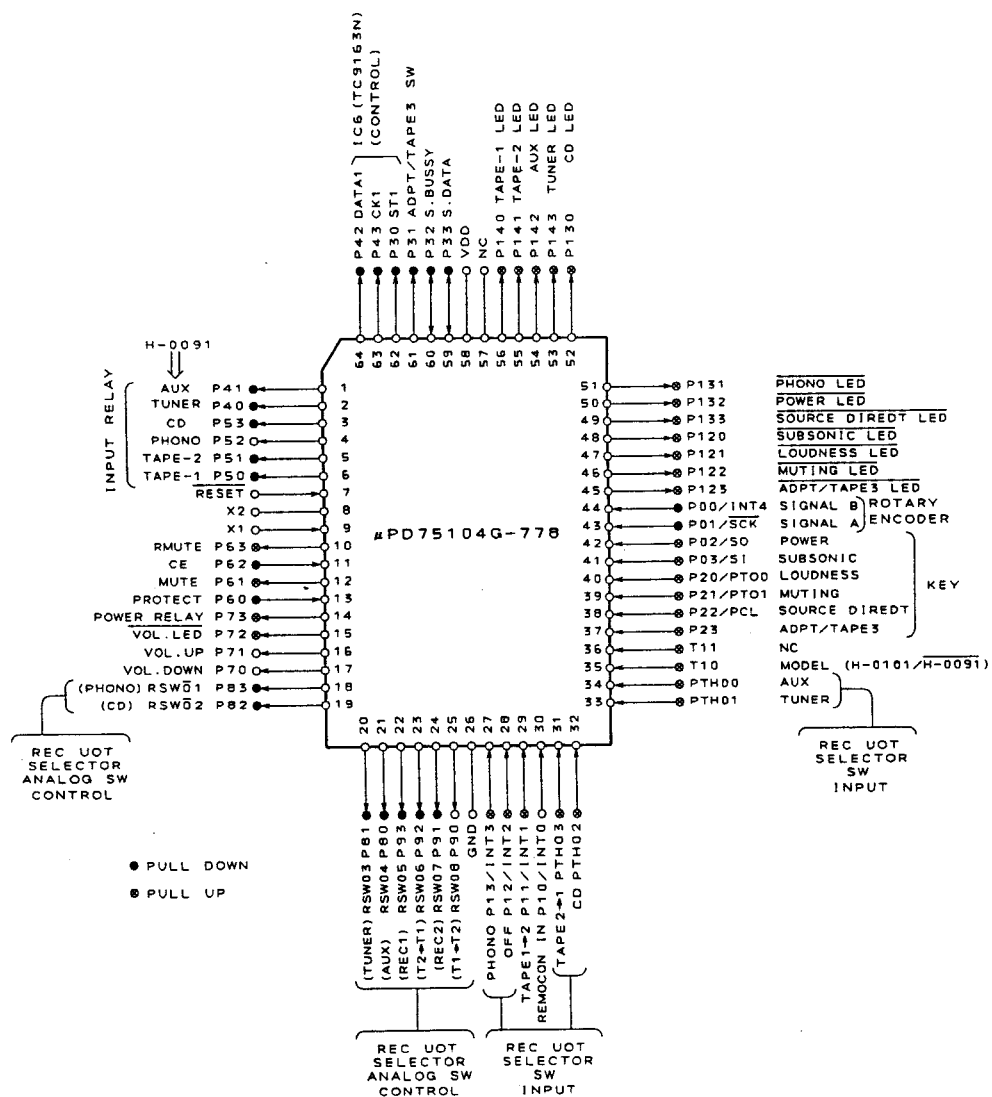 IC6 (TC9163N)
(CONTROL)
P42 DATA1
P43 CK1
P30 ST1
P31 ADPT/TAPE3 SW
P32 S.BUSSY
P33 S.DATA
VDD
NC
P140 TAPE-1 LED
P141 TAPE-2 LED
P142 AUX LED
P143 TUNER LED
P130 CD LED
64 63 62 61 60 59 58 57 56 55 54 53 52
H-0091
INPUT RELAY
AUX P41 1
TUNER P40 2
CD P53 3
PHONO P52 4
TAPE-2 P51 5
TAPE-1 P50 6
RESET 7
X2 8
X1 9
RMUTE P63 10
CE P62 11
MUTE P61 12
PROTECT P60 13
POWER RELAY P73 14
VOL.LED P72 15
VOL.UP P71 16
VOL.DOWN P70 17
(PHONO) RSW01 P83 18
(CD) RSW02 P82 19
REC UOT
SELECTOR
ANALOG SW
CONTROL
µPD75104G-778
51 P131 PHONO LED
50 P132 POWER LED
49 P133 SOURCE DIREDT LED
48 P120 SUBSONIC LED
47 P121 LOUDNESS LED
46 P122 MUTING LED
45 P123 ADPT/TAPE3 LED
44 P00/INT4 SIGNAL B
43 P01/SCK SIGNAL A
ROTARY
ENCODER
42 P02/SO POWER
41 P03/SI SUBSONIC
40 P20/PTO0 LOUDNESS
39 P21/PTO1 MUTING
38 P22/PCL SOURCE DIREDT
37 P23 ADPT/TAPE3
KEY
36 T11 NC
35 T10 MODEL (H-0101/H-0091)
34 PTH00 AUX
33 PTH01 TUNER
REC UOT
SELECTOR
SW
INPUT
20 21 22 23 24 25 26 27 28 29 30 31 32
(TUNER) RSW03 P81
(AUX) RSW04 P80
(REC1) RSW05 P93
(T2→T1) RSW06 P92
(REC2) RSW07 P91
(T1→T2) RSW08 P90
GND
PHONO P13/INT3
OFF P12/INT2
TAPE1→2 P11/INT1
REMOCON IN P10/INT0
TAPE2→1 PTH03
CD PTH02
REC UOT
SELECTOR
ANALOG SW
CONTROL
REC UOT
SELECTOR
SW
INPUT
● PULL DOWN
⊗ PULL UP